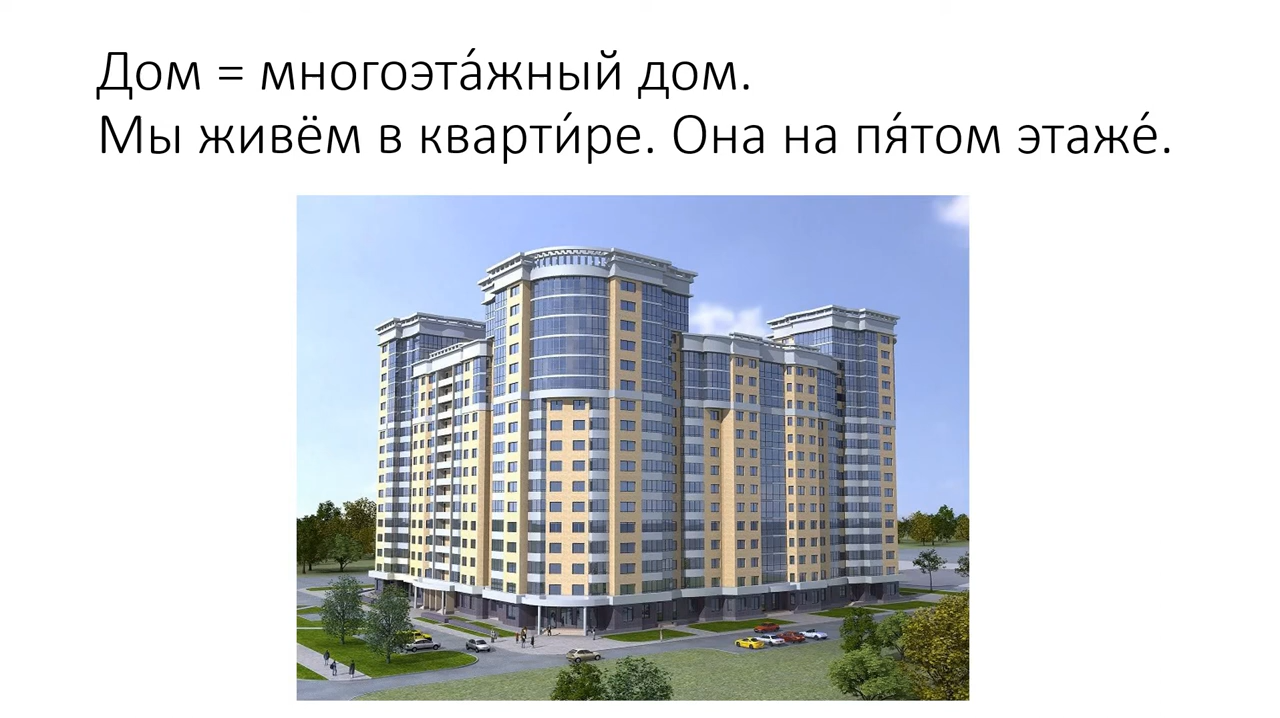 Дом = многоэта́жный дом.
Мы живём в кварти́ре. Она на пя́том этаже́.